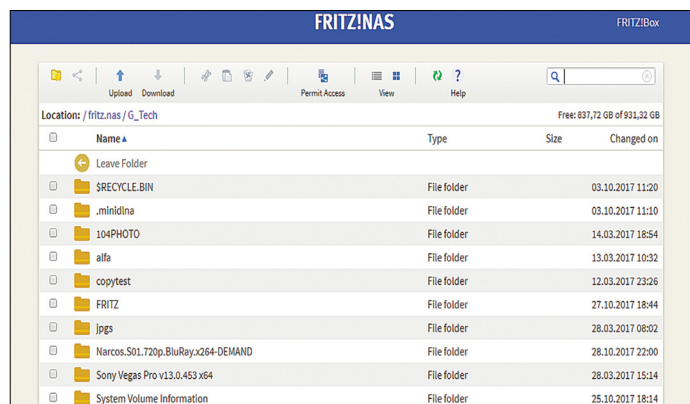 FRITZ!NAS FRITZ!Box
Upload Download Permit Access View Help
Location: / fritz.nas / G_Tech Free: 837,72 GB of 931,32 GB
Name Type Size Changed on
Leave Folder
$RECYCLE.BIN File folder 03.10.2017 11:20
.minidlna File folder 03.10.2017 11:10
104PHOTO File folder 14.03.2017 18:54
alfa File folder 13.03.2017 10:32
copytest File folder 12.03.2017 23:26
FRITZ File folder 27.10.2017 18:44
jpgs File folder 28.03.2017 08:02
Narcos.S01.720p.BluRay.x264-DEMAND File folder 28.10.2017 22:00
Sony Vegas Pro v13.0.453 x64 File folder 28.03.2017 15:14
System Volume Information File folder 25.10.2017 18:14